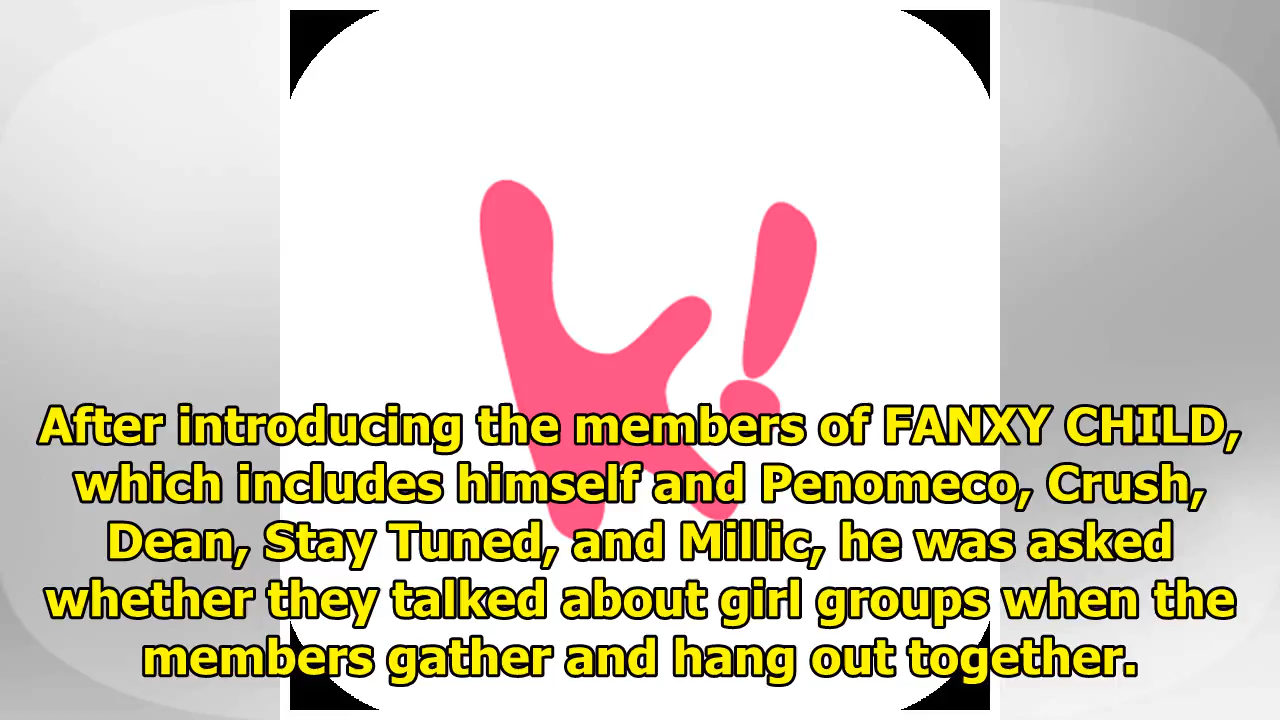 k!
After introducing the members of FANXY CHILD,
which includes himself and Penomeco, Crush,
Dean, Stay Tuned, and Millic, he was asked
whether they talked about girl groups when the
members gather and hang out together.